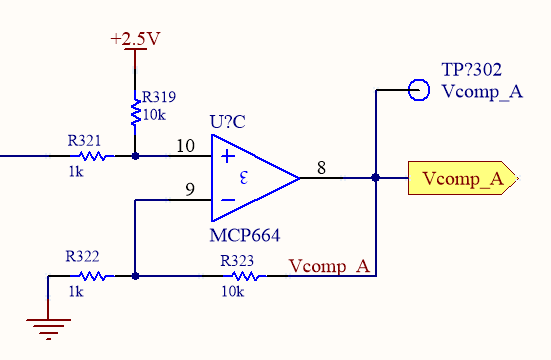 +2.5V
R319
10k
TP?302
Vcomp_A
U?C
R321
1k
10
+
ε
8
Vcomp_A
9
−
MCP664
R322
1k
R323
10k
Vcomp_A